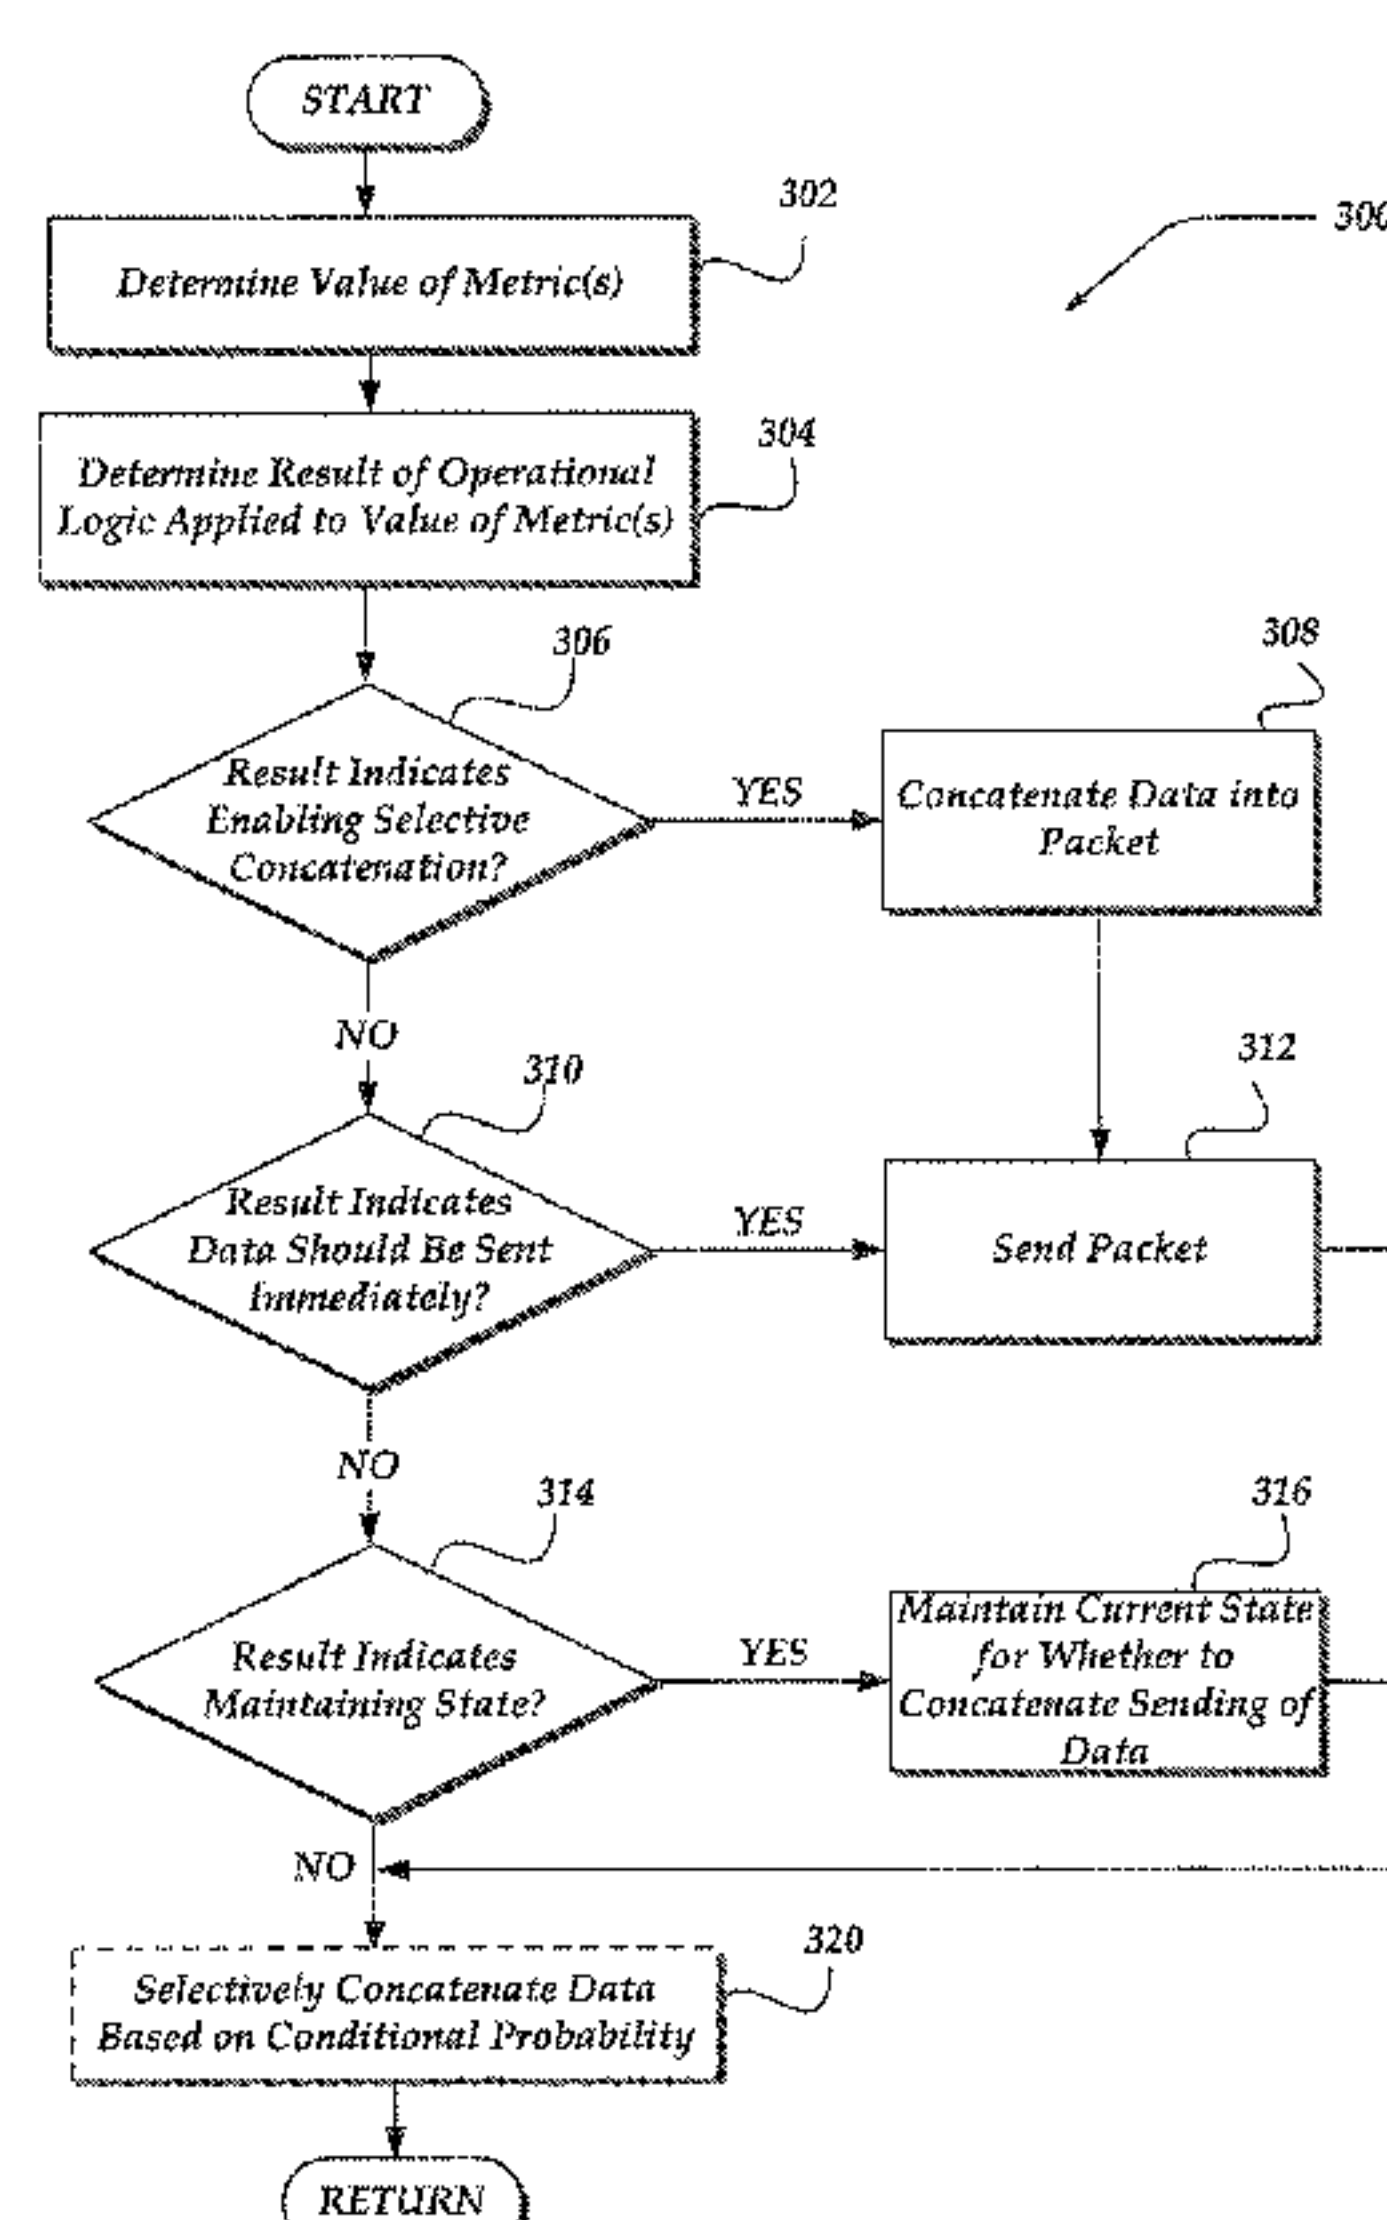 START
302
300
Determine Value of Metric(s)
304
Determine Result of Operational
Logic Applied to Value of Metric(s)
306
308
Result Indicates
Enabling Selective
Concatenation?
YES
Concatenate Data into
Packet
NO
310
312
Result Indicates
Data Should Be Sent
Immediately?
YES
Send Packet
NO
314
316
Result Indicates
Maintaining State?
YES
Maintain Current State
for Whether to
Concatenate Sending of
Data
NO
320
Selectively Concatenate Data
Based on Conditional Probability
RETURN